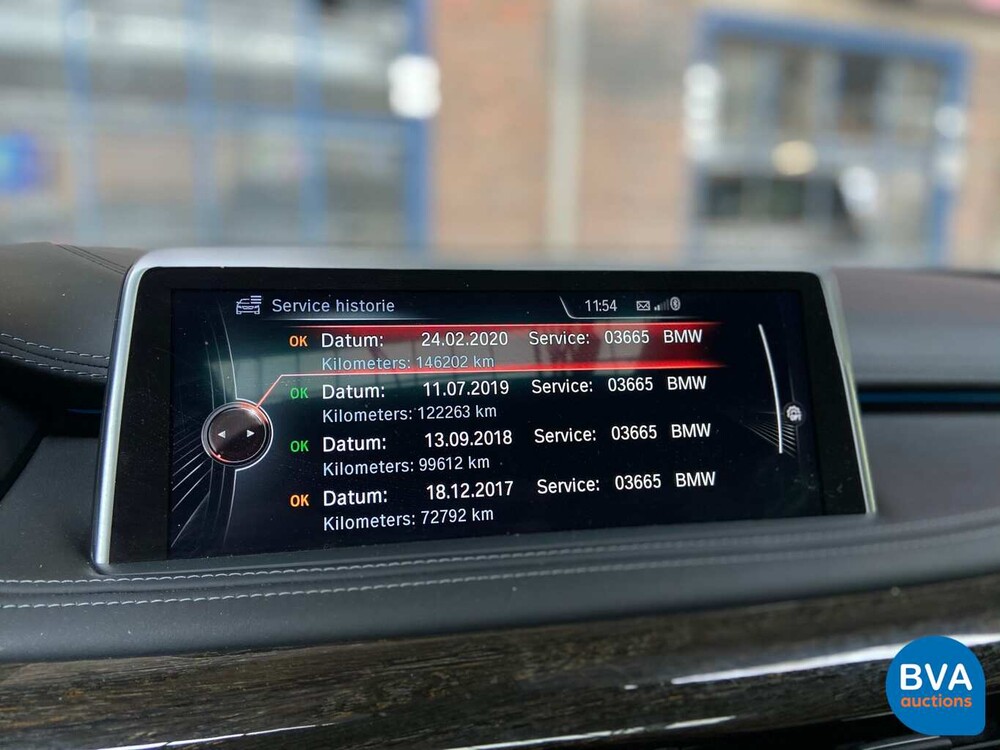 Service historie 11:54
OK Datum: 24.02.2020 Service: 03665 BMW
Kilometers: 146202 km
OK Datum: 11.07.2019 Service: 03665 BMW
Kilometers: 122263 km
OK Datum: 13.09.2018 Service: 03665 BMW
Kilometers: 99612 km
OK Datum: 18.12.2017 Service: 03665 BMW
Kilometers: 72792 km
BVA
auctions